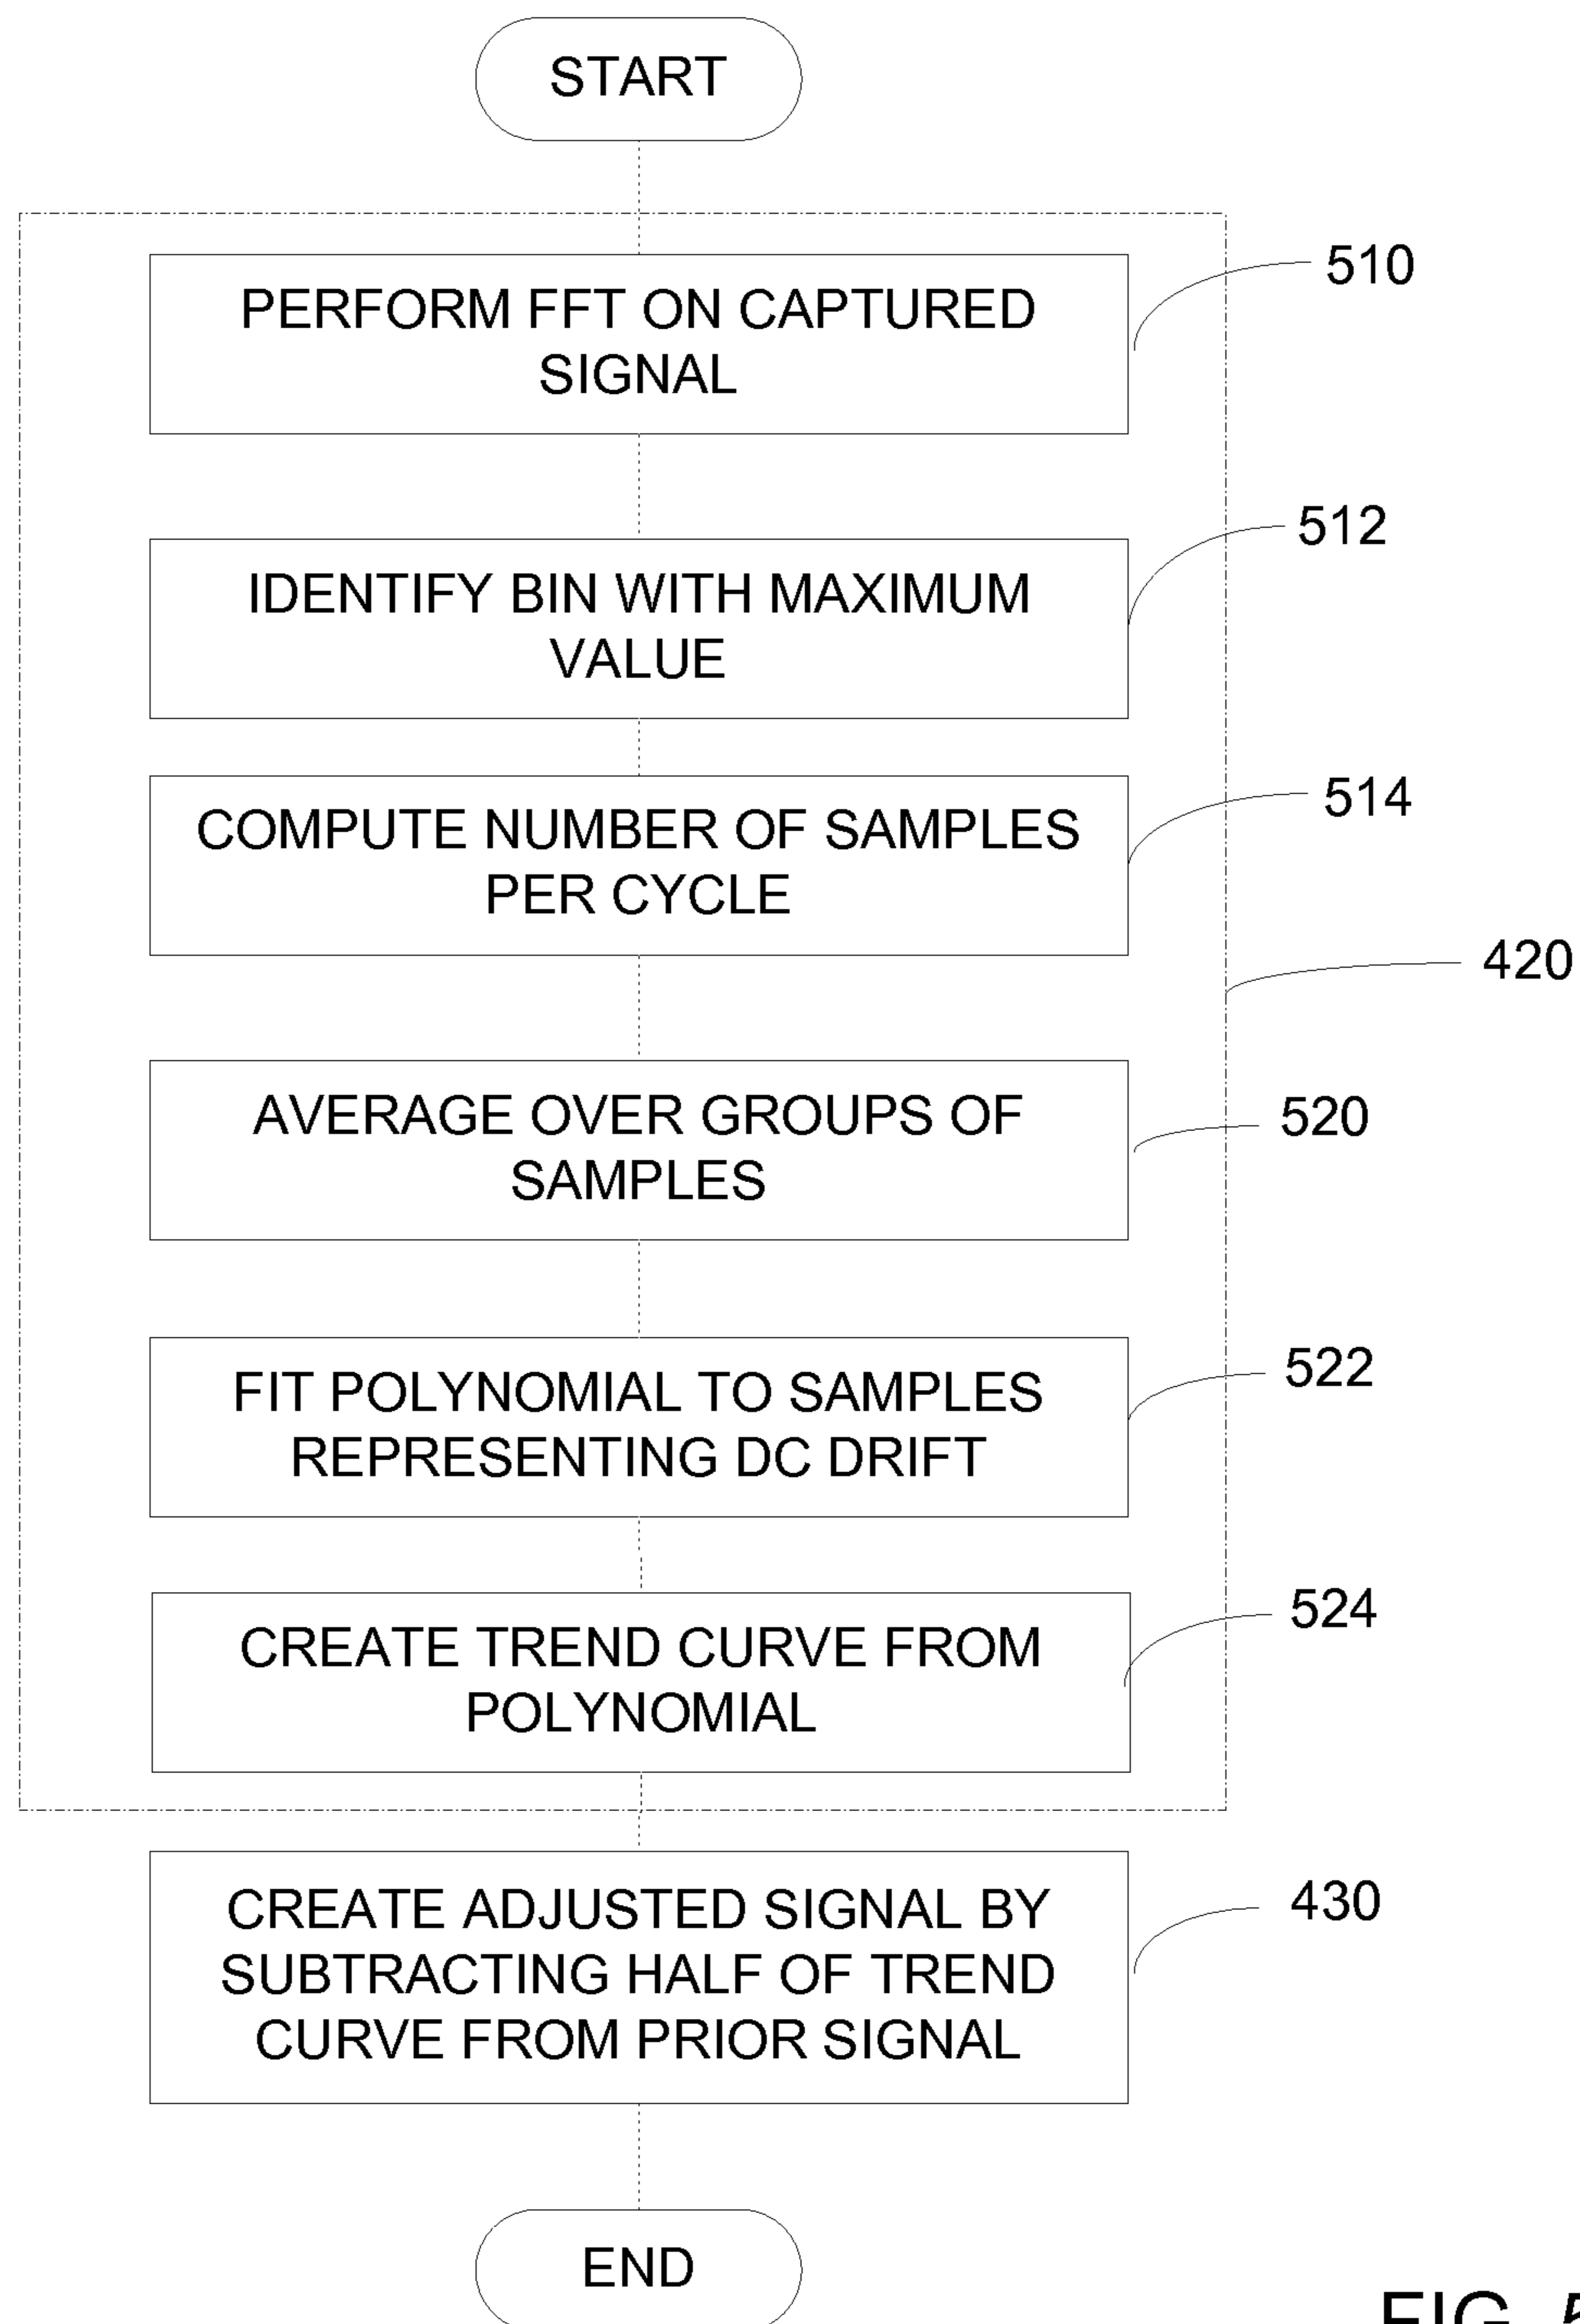 START
PERFORM FFT ON CAPTURED
SIGNAL
510
IDENTIFY BIN WITH MAXIMUM
VALUE
512
COMPUTE NUMBER OF SAMPLES
PER CYCLE
514
420
AVERAGE OVER GROUPS OF
SAMPLES
520
FIT POLYNOMIAL TO SAMPLES
REPRESENTING DC DRIFT
522
CREATE TREND CURVE FROM
POLYNOMIAL
524
CREATE ADJUSTED SIGNAL BY
SUBTRACTING HALF OF TREND
CURVE FROM PRIOR SIGNAL
430
END
FIG. 5